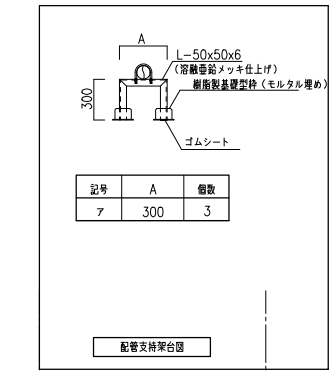 A
L-50x50x6
(溶融亜鉛メッキ仕上げ)
樹脂製基礎型枠(モルタル埋め)
300
ゴムシート
記号 A 個数
ア 300 3
配管支持架台図